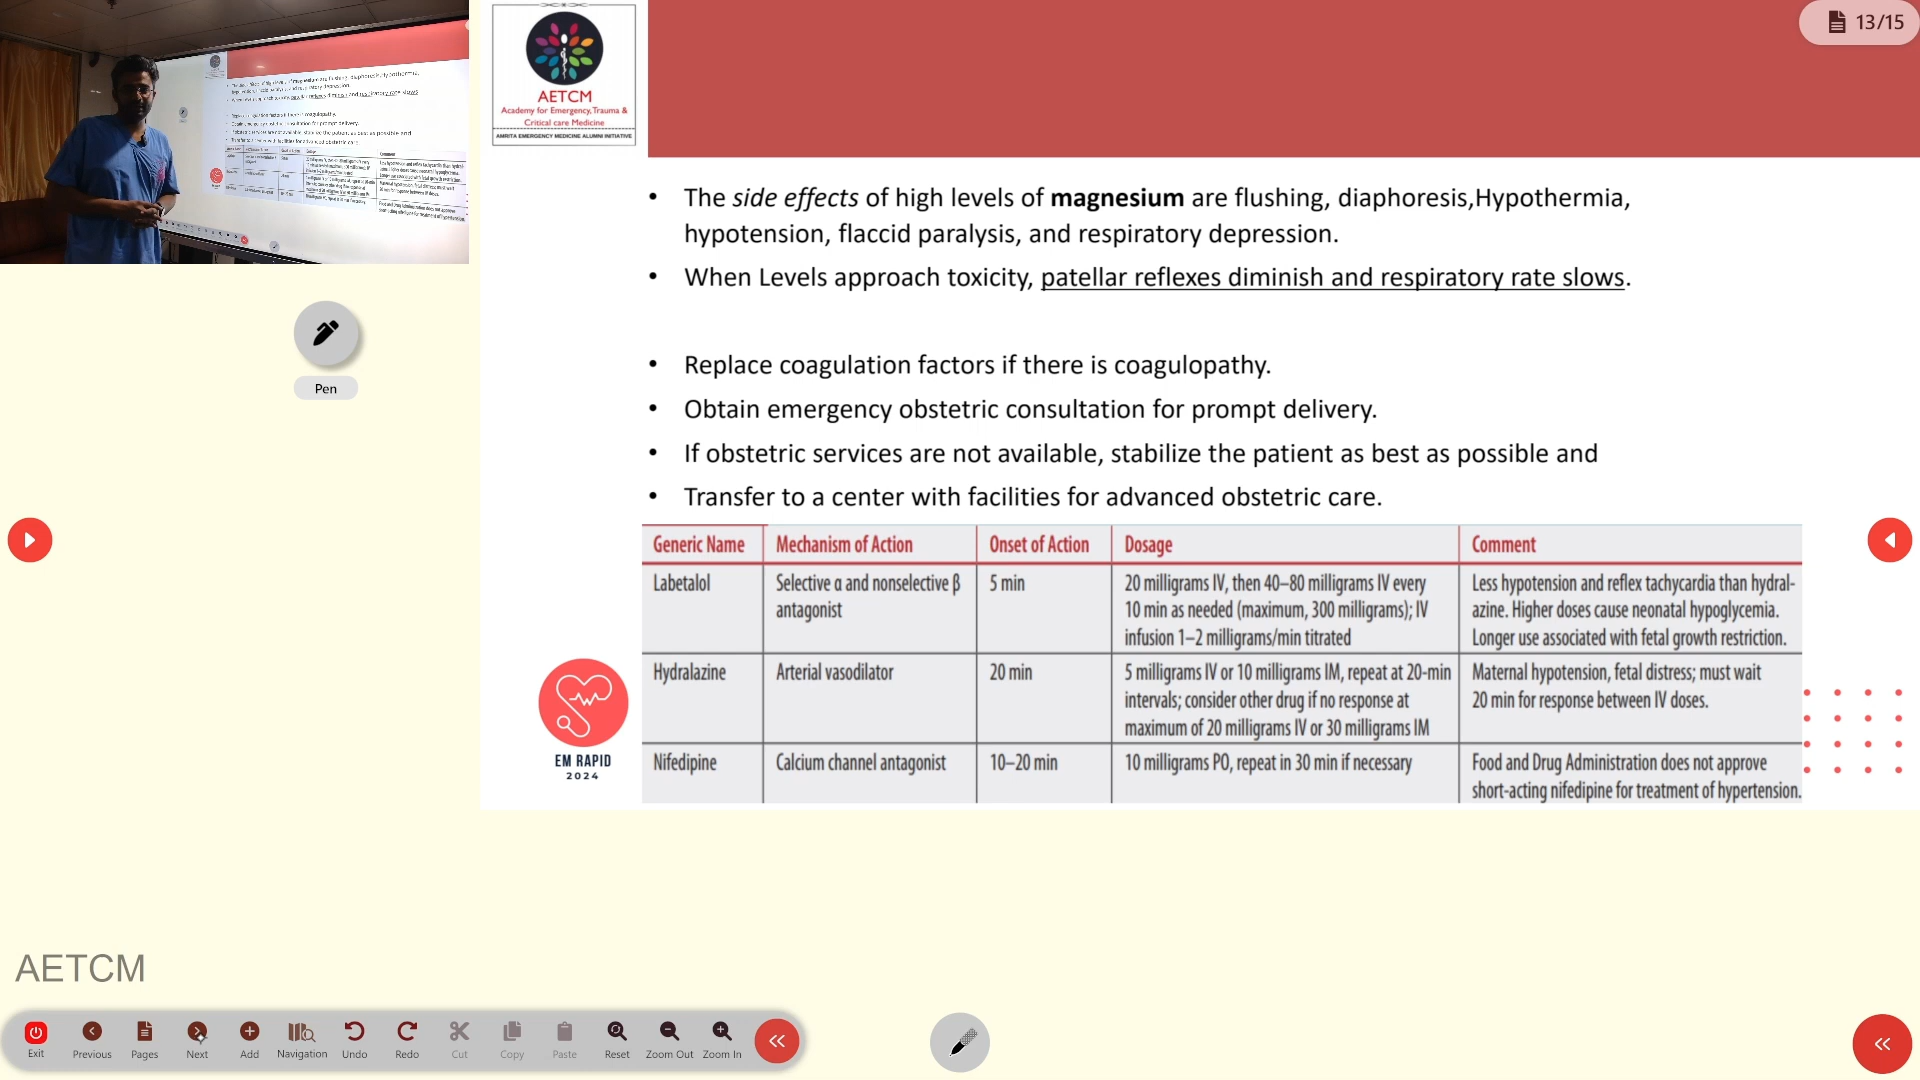 13/15
AETCM
Academy for Emergency, Trauma &
Critical care Medicine
AMRITA EMERGENCY MEDICINE ALUMNI INITIATIVE
• The side effects of high levels of magnesium are flushing, diaphoresis,Hypothermia,
hypotension, flaccid paralysis, and respiratory depression.
• When Levels approach toxicity, patellar reflexes diminish and respiratory rate slows.
• Replace coagulation factors if there is coagulopathy.
• Obtain emergency obstetric consultation for prompt delivery.
• If obstetric services are not available, stabilize the patient as best as possible and
• Transfer to a center with facilities for advanced obstetric care.
Generic Name Mechanism of Action Onset of Action Dosage Comment
Labetalol Selective α and nonselective β 5 min 20 milligrams IV, then 40–80 milligrams IV every Less hypotension and reflex tachycardia than hydral-
antagonist 10 min as needed (maximum, 300 milligrams); IV azine. Higher doses cause neonatal hypoglycemia.
infusion 1–2 milligrams/min titrated Longer use associated with fetal growth restriction.
Hydralazine Arterial vasodilator 20 min 5 milligrams IV or 10 milligrams IM, repeat at 20-min Maternal hypotension, fetal distress; must wait
intervals; consider other drug if no response at 20 min for response between IV doses.
maximum of 20 milligrams IV or 30 milligrams IM
Nifedipine Calcium channel antagonist 10–20 min 10 milligrams PO, repeat in 30 min if necessary Food and Drug Administration does not approve
short-acting nifedipine for treatment of hypertension.
EM RAPID
2024
Pen
AETCM
Exit Previous Pages Next Add Navigation Undo Redo Cut Copy Paste Reset Zoom Out Zoom In